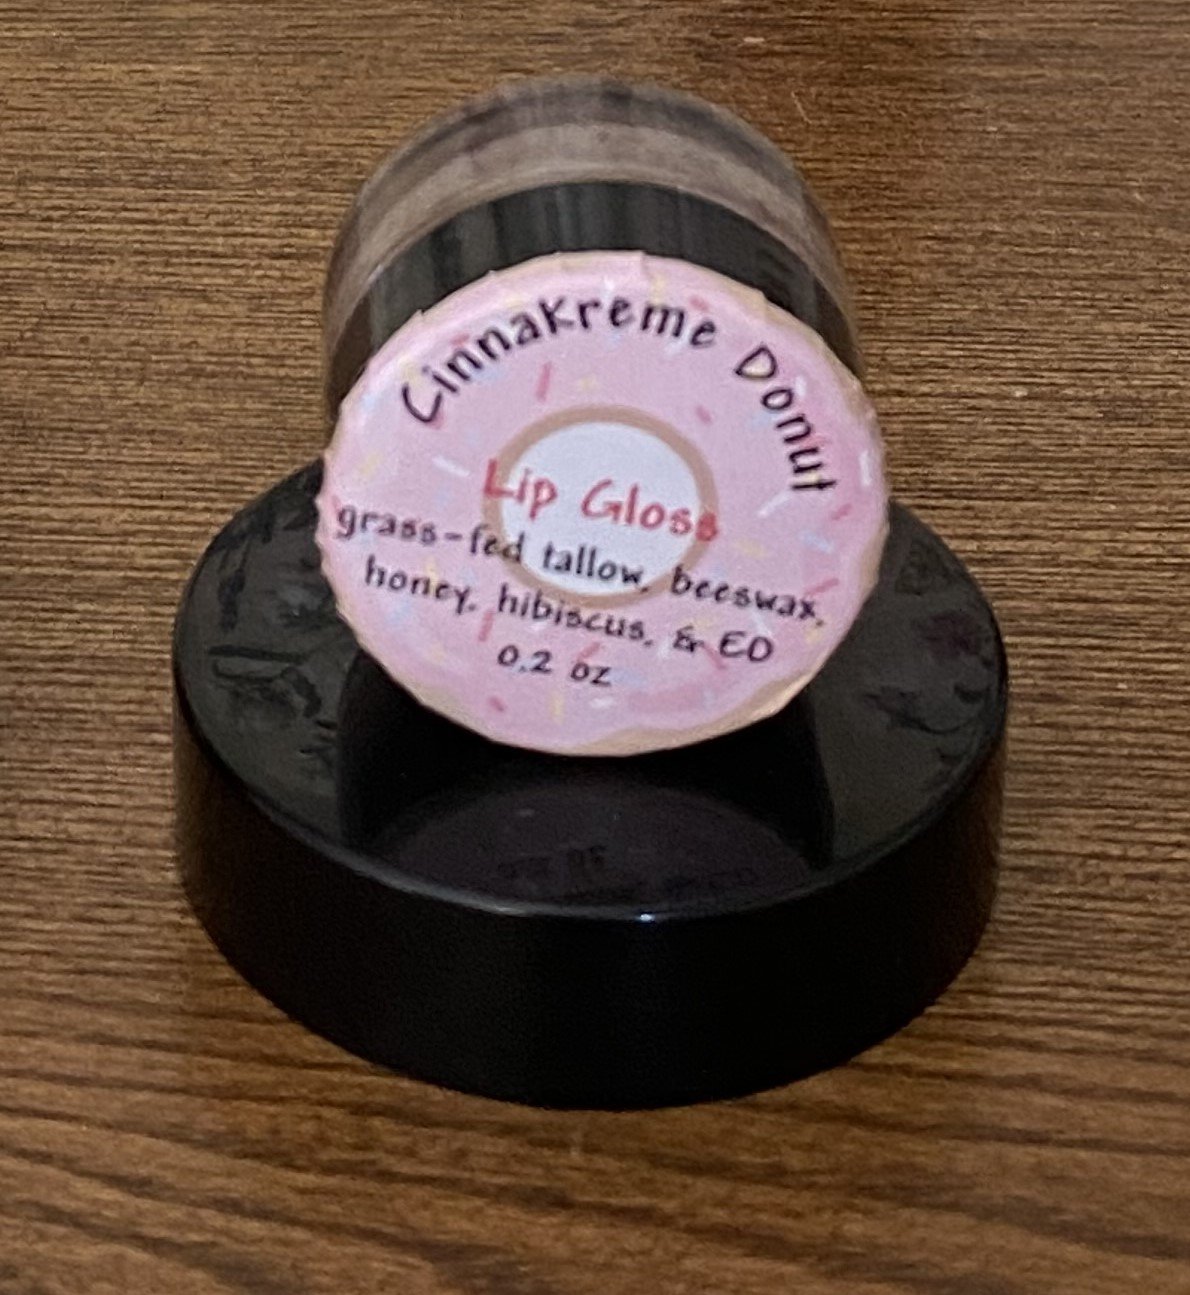 Cinnakreme Donut
Lip Gloss
grass-fed tallow, beeswax,
honey, hibiscus, & EO
0.2 oz